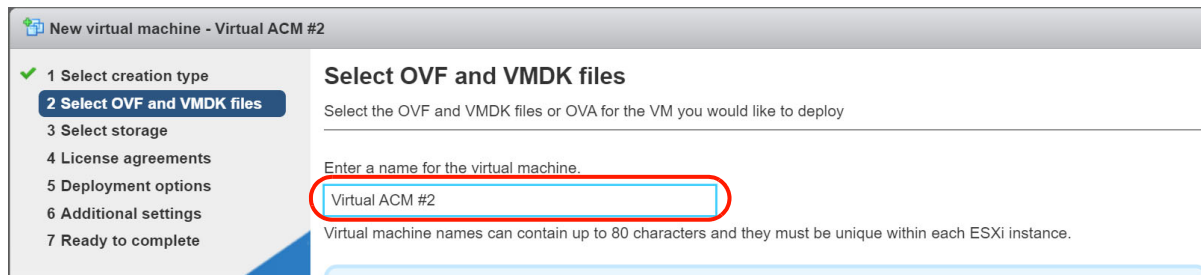 New virtual machine - Virtual ACM #2
1 Select creation type
2 Select OVF and VMDK files
3 Select storage
4 License agreements
5 Deployment options
6 Additional settings
7 Ready to complete
Select OVF and VMDK files
Select the OVF and VMDK files or OVA for the VM you would like to deploy
Enter a name for the virtual machine.
Virtual ACM #2
Virtual machine names can contain up to 80 characters and they must be unique within each ESXi instance.